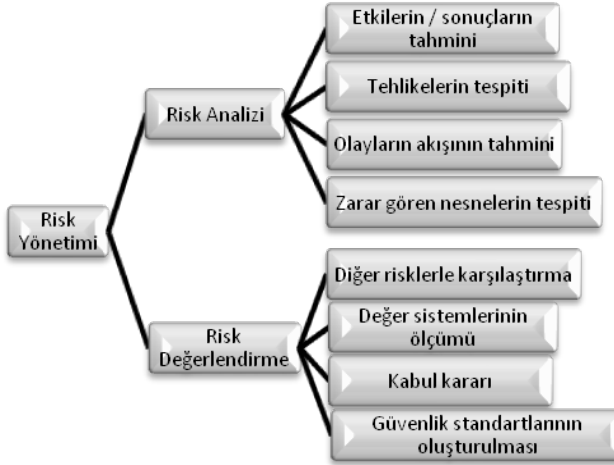 Risk
Yönetimi
Risk Analizi
Etkilerin / sonuçların
tahmini
Tehlikelerin tespiti
Olayların akışının tahmini
Zarar gören nesnelerin tespiti
Risk
Değerlendirme
Diğer risklerle karşılaştırma
Değer sistemlerinin
ölçümü
Kabul kararı
Güvenlik standartlarının
oluşturulması